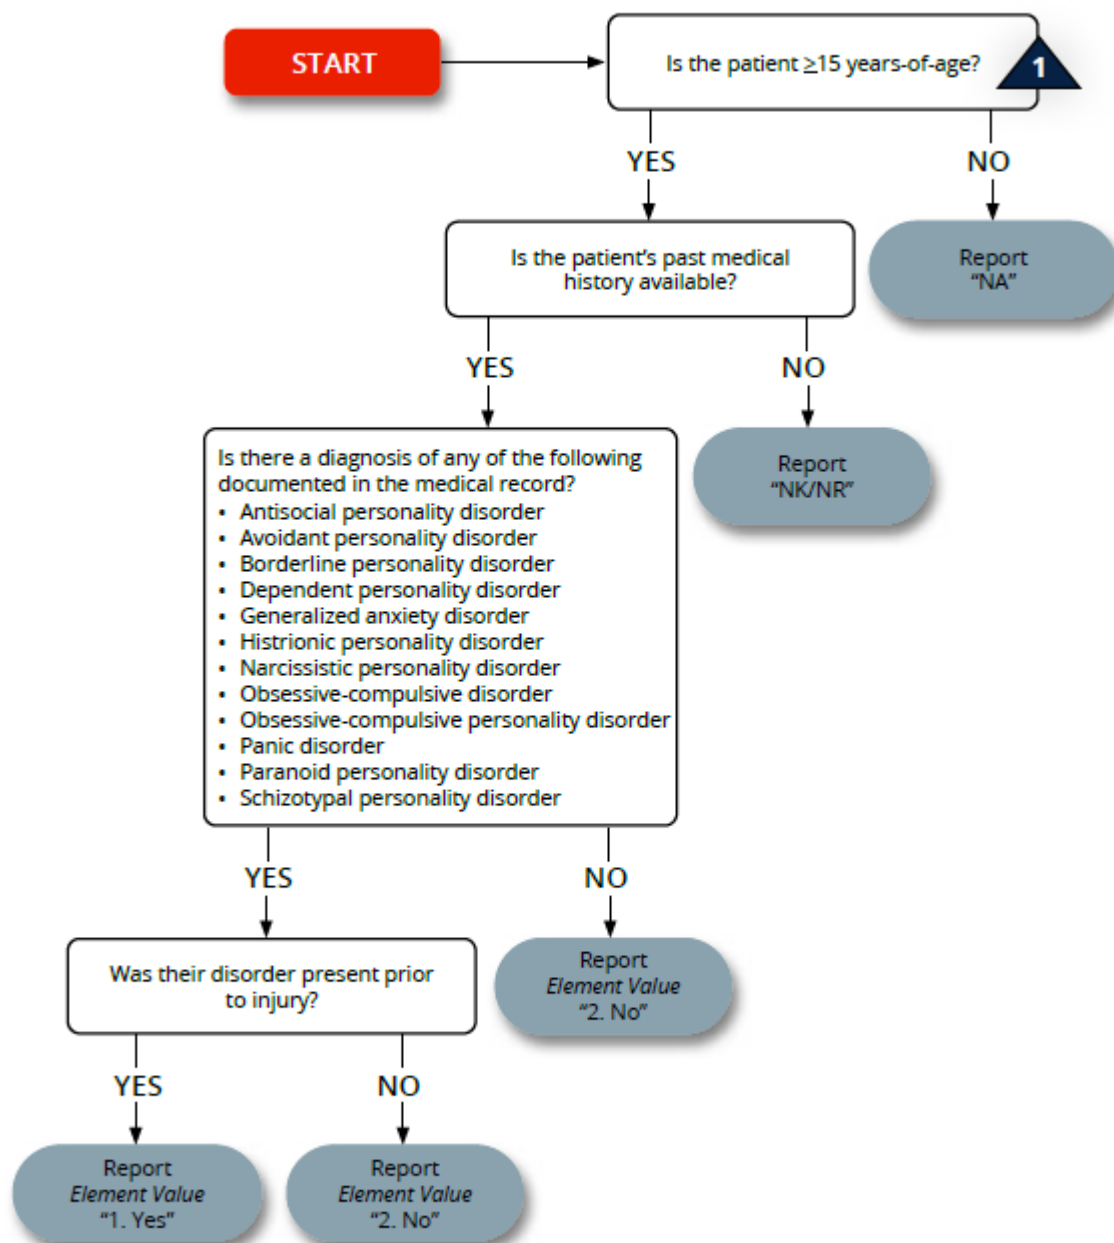 START
Is the patient ≥15 years-of-age?
1
YES
NO
Is the patient's past medical
history available?
Report
“NA”
YES
NO
Is there a diagnosis of any of the following
documented in the medical record?
• Antisocial personality disorder
• Avoidant personality disorder
• Borderline personality disorder
• Dependent personality disorder
• Generalized anxiety disorder
• Histrionic personality disorder
• Narcissistic personality disorder
• Obsessive-compulsive disorder
• Obsessive-compulsive personality disorder
• Panic disorder
• Paranoid personality disorder
• Schizotypal personality disorder
Report
“NK/NR”
YES
NO
Was their disorder present prior
to injury?
Report
Element Value
“2. No”
YES
NO
Report
Element Value
“1. Yes”
Report
Element Value
“2. No”